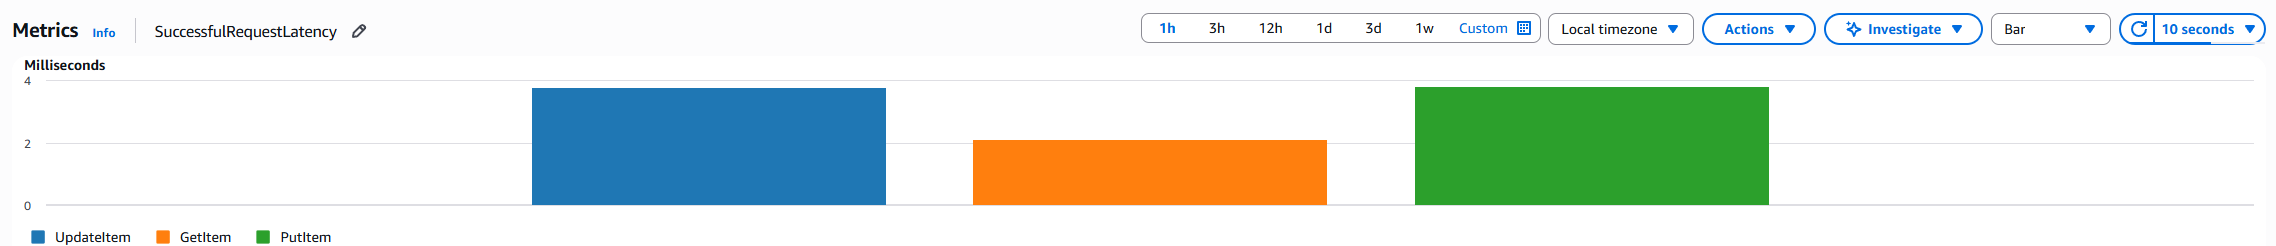 Metrics Info SuccessfulRequestLatency 1h 3h 12h 1d 3d 1w Custom Local timezone Actions Investigate Bar 10 seconds
Milliseconds
4
2
0
UpdateItem GetItem PutItem